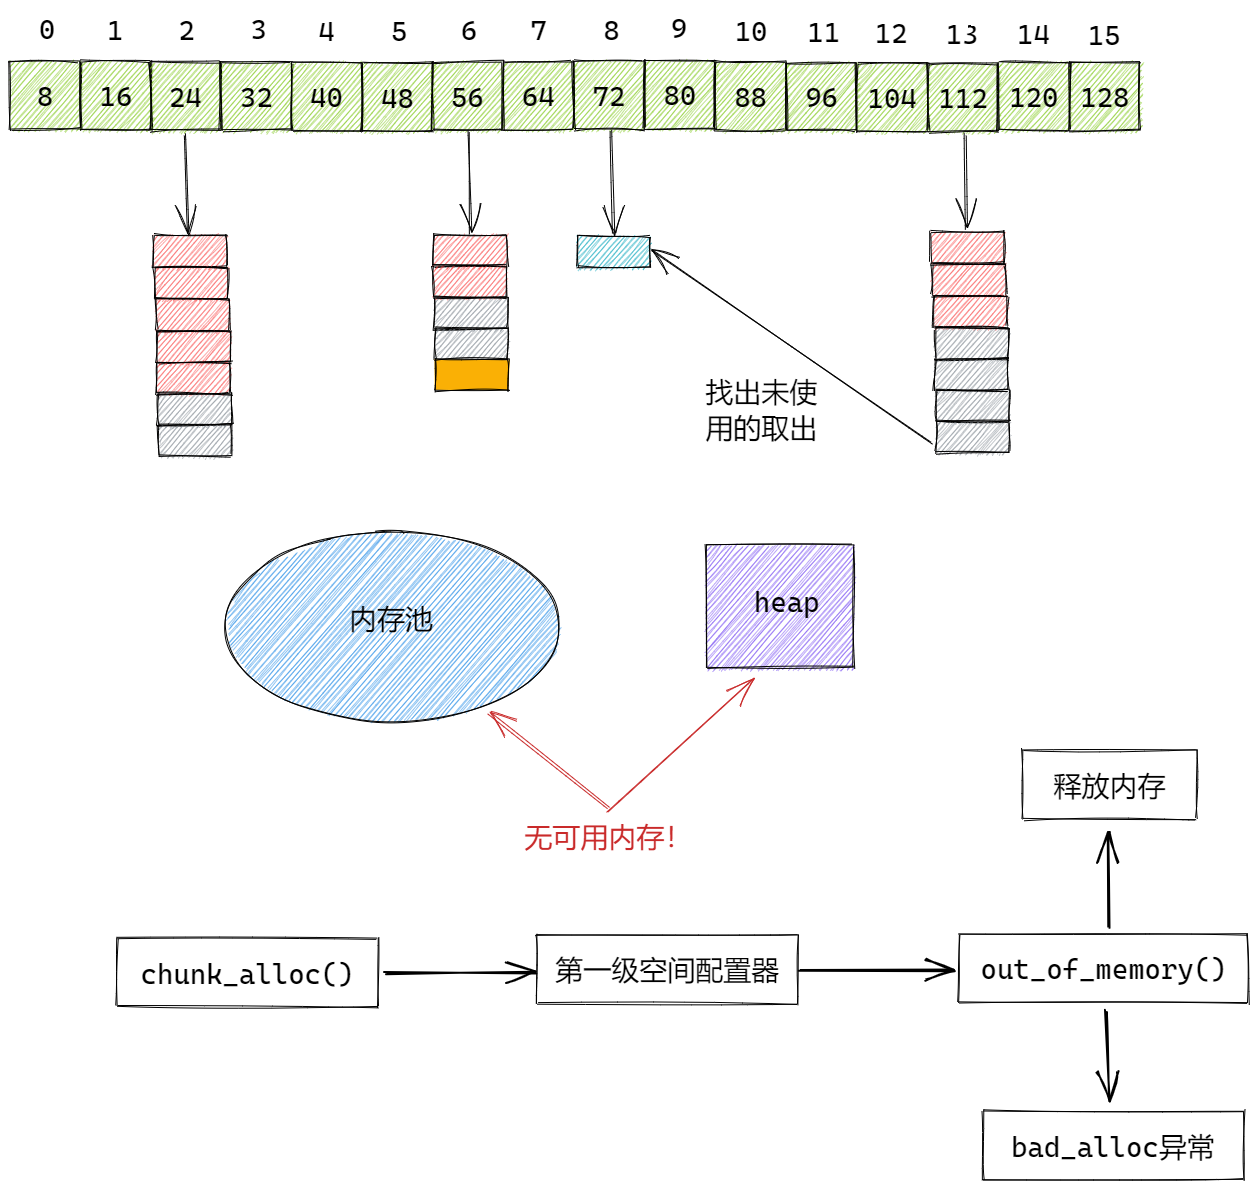 0 1 2 3 4 5 6 7 8 9 10 11 12 13 14 15
8 16 24 32 40 48 56 64 72 80 88 96 104 112 120 128
找出未使
用的取出
内存池
heap
无可用内存!
释放内存
chunk_alloc()
第一级空间配置器
out_of_memory()
bad_alloc异常